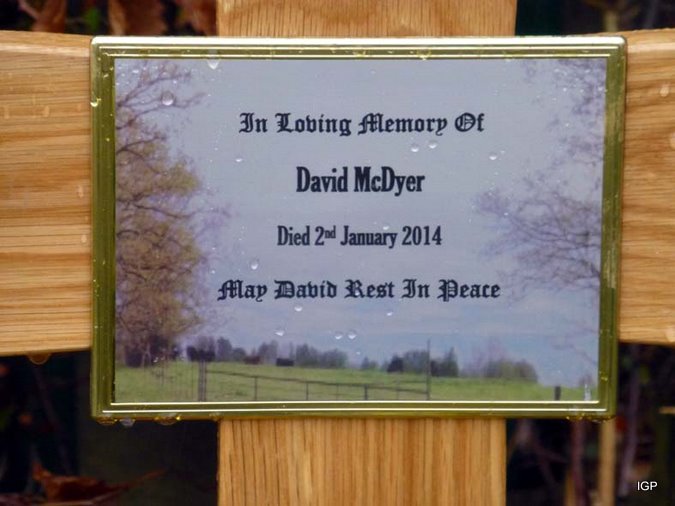 In Loving Memory Of
David McDyer
Died 2nd January 2014
May David Rest In Peace
IGP